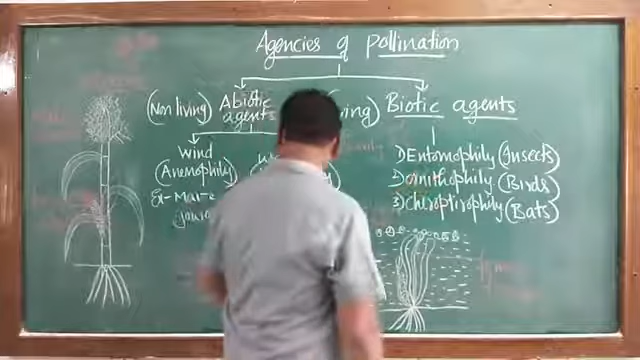 Agencies of pollination
(Non living) Abiotic agents
Biotic agents
wind
(Anemophily)
1) Entomophily (Insects)
2) Ornithophily (Birds)
3) Chiroptirophily (Bats)